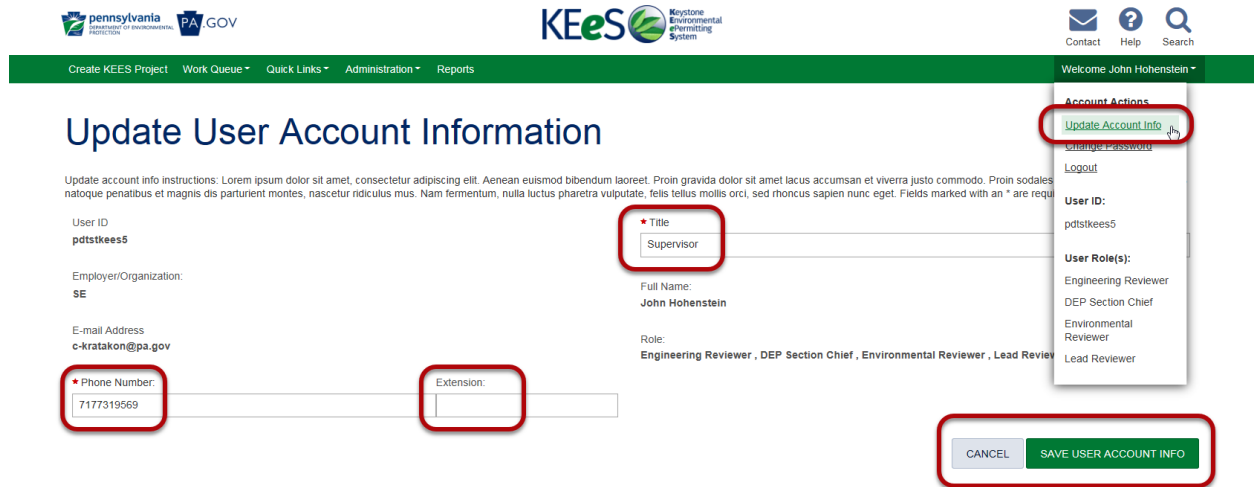 pennsylvania
DEPARTMENT OF ENVIRONMENTAL
PROTECTION
PA.GOV
KEeS
Keystone
Environmental
ePermitting
System
Contact Help Search
Create KEES Project Work Queue Quick Links Administration Reports
Welcome John Hohenstein
Account Actions
Update Account Info
Change Password
Logout
User ID:
pdtstkees5
User Role(s):
Engineering Reviewer
DEP Section Chief
Environmental
Reviewer
Lead Reviewer
Update User Account Information
Update account info instructions: Lorem ipsum dolor sit amet, consectetur adipiscing elit. Aenean euismod bibendum laoreet. Proin gravida dolor sit amet lacus accumsan et viverra justo commodo. Proin sodales
natoque penatibus et magnis dis parturient montes, nascetur ridiculus mus. Nam fermentum, nulla luctus pharetra vulputate, felis tellus mollis orci, sed rhoncus sapien nunc eget. Fields marked with an * are requi
User ID
pdtstkees5
* Title
Supervisor
Employer/Organization:
SE
Full Name:
John Hohenstein
E-mail Address
c-kratakon@pa.gov
Role:
Engineering Reviewer , DEP Section Chief , Environmental Reviewer , Lead Review
* Phone Number:
7177319569
Extension:
CANCEL
SAVE USER ACCOUNT INFO